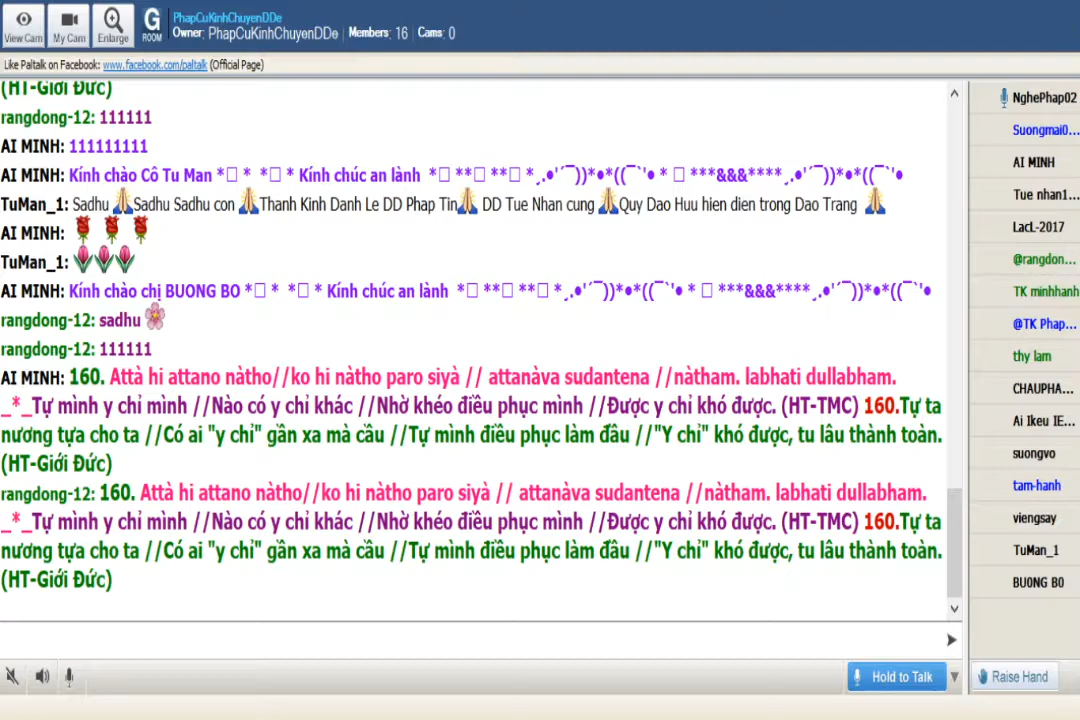 View Cam
My Cam
Enlarge
G
ROOM
PhapCuKinhChuyenDDe
Owner: PhapCuKinhChuyenDDe Members: 16 Cams: 0
Like Paltalk on Facebook: www.facebook.com/paltalk (Official Page)
(HT-Giới Đức)
rangdong-12: 111111
AI MINH: 111111111
AI MINH: Kính chào Cô Tu Man *□ * *□ * Kính chúc an lành *□ **□ **□ *¸.•'´¯))*•*((¯`'• * □ ***&&&****¸.•'´¯))*•*((¯`'•
TuMan_1: Sadhu 🙏Sadhu Sadhu con 🙏Thanh Kinh Danh Le DD Phap Tin🙏 DD Tue Nhan cung 🙏Quy Dao Huu hien dien trong Dao Trang 🙏
AI MINH: 🌹 🌹 🌹
TuMan_1: 🌷🌷🌷
AI MINH: Kính chào chị BUONG BO *□ * *□ * Kính chúc an lành *□ **□ **□ *¸.•'´¯))*•*((¯`'• * □ ***&&&****¸.•'´¯))*•*((¯`'•
rangdong-12: sadhu 🌸
rangdong-12: 111111
AI MINH: 160. Attà hi attano nàtho//ko hi nàtho paro siyà // attanàva sudantena //nàtham. labhati dullabham.
_*_Tự mình y chỉ mình //Nào có y chỉ khác //Nhờ khéo điều phục mình //Được y chỉ khó được. (HT-TMC) 160.Tự ta
nương tựa cho ta //Có ai "y chỉ" gần xa mà cầu //Tự mình điều phục làm đầu //"Y chỉ" khó được, tu lâu thành toàn.
(HT-Giới Đức)
rangdong-12: 160. Attà hi attano nàtho//ko hi nàtho paro siyà // attanàva sudantena //nàtham. labhati dullabham.
_*_Tự mình y chỉ mình //Nào có y chỉ khác //Nhờ khéo điều phục mình //Được y chỉ khó được. (HT-TMC) 160.Tự ta
nương tựa cho ta //Có ai "y chỉ" gần xa mà cầu //Tự mình điều phục làm đầu //"Y chỉ" khó được, tu lâu thành toàn.
(HT-Giới Đức)
NghePhap02
Suongmai0...
AI MINH
Tue nhan1...
LacL-2017
@rangdon...
TK minhhanh
@TK Phap...
thy lam
CHAUPHA...
Ai Ikeu IE...
suongvo
tam-hanh
viengsay
TuMan_1
BU0NG B0
Hold to Talk
Raise Hand